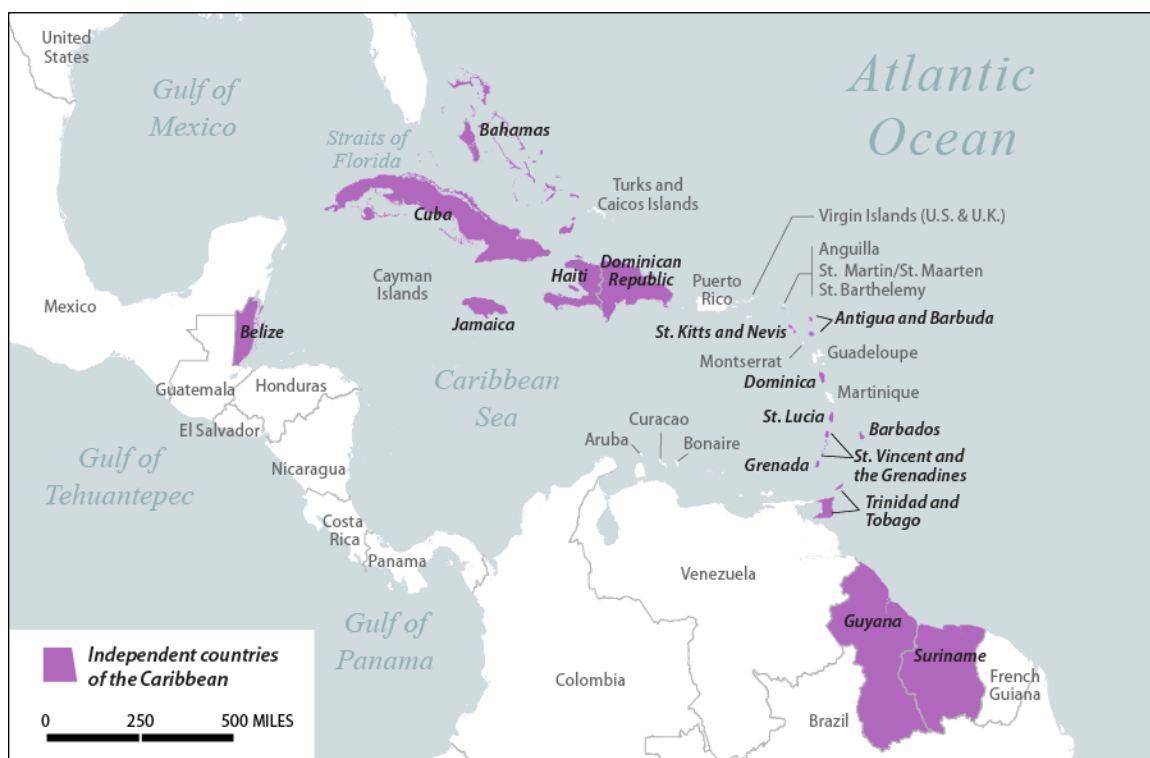 United
States
Gulf of
Mexico
Atlantic
Ocean
Straits of
Florida
Bahamas
Turks and
Caicos Islands
Cuba
Virgin Islands (U.S. & U.K.)
Anguilla
St. Martin/St. Maarten
St. Barthelemy
Cayman
Islands
Haiti
Dominican
Republic
Puerto
Rico
Mexico
Belize
Jamaica
St. Kitts and Nevis
Antigua and Barbuda
Montserrat
Guadeloupe
Guatemala
Honduras
Caribbean
Sea
Dominica
Martinique
El Salvador
St. Lucia
Barbados
Curacao
Aruba
Bonaire
Grenada
St. Vincent and
the Grenadines
Gulf of
Tehuantepec
Nicaragua
Trinidad and
Tobago
Costa
Rica
Panama
Venezuela
Gulf of
Panama
Guyana
Suriname
French
Guiana
Colombia
Brazil
Independent countries
of the Caribbean
0 250 500 MILES